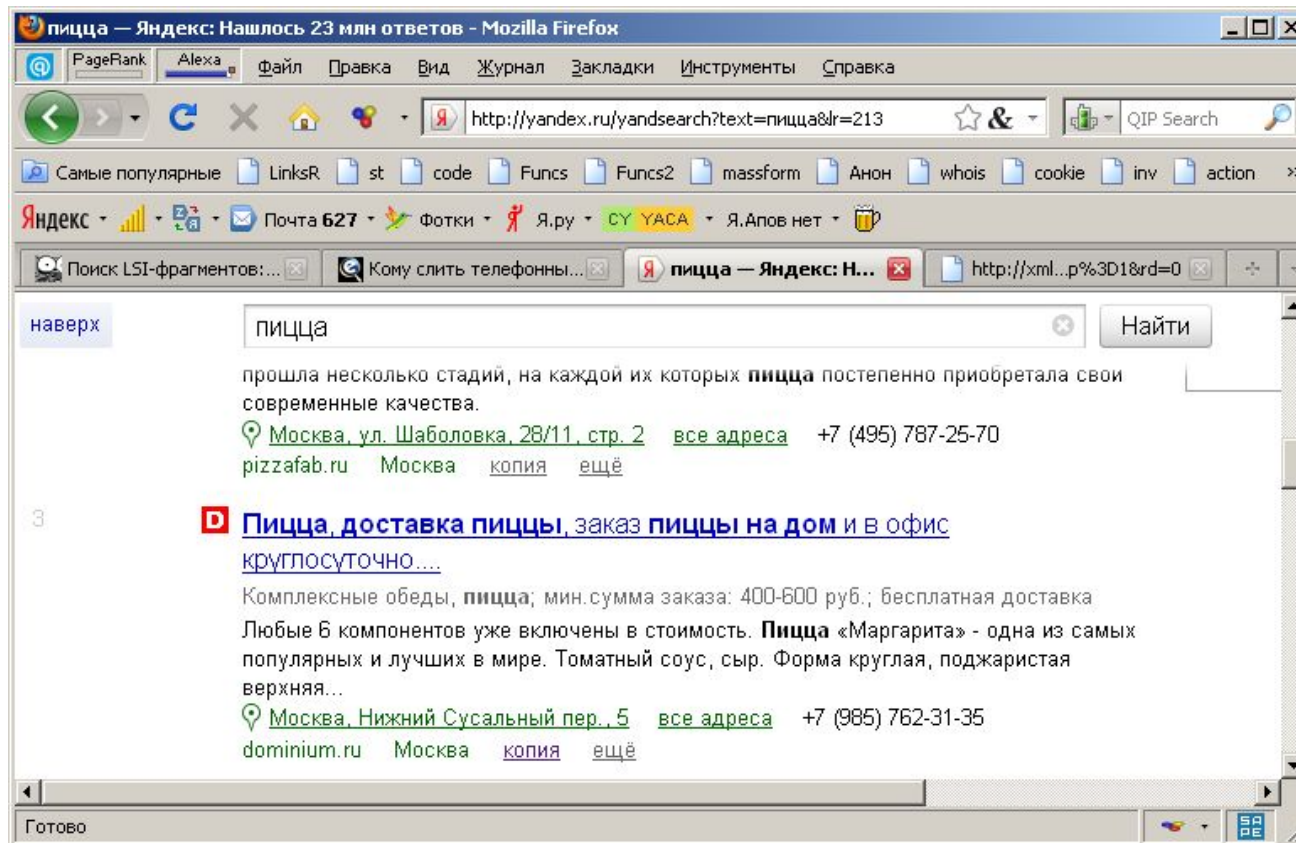 пицца — Яндекс: Нашлось 23 млн ответов - Mozilla Firefox
PageRank Alexa Файл Правка Вид Журнал Закладки Инструменты Справка
http://yandex.ru/yandsearch?text=пицца&lr=213 & QIP Search
Самые популярные LinksR st code Funcs Funcs2 massform Анон whois cookie inv action »
Яндекс Почта 627 Фотки Я.ру CY YACA Я.Апов нет
Поиск LSI-фрагментов:... Кому слить телефонны... пицца — Яндекс: Н... http://xml...p%3D1&rd=0
наверх пицца Найти
прошла несколько стадий, на каждой их которых пицца постепенно приобретала свои
современные качества.
Москва, ул. Шаболовка, 28/11, стр. 2 все адреса +7 (495) 787-25-70
pizzafab.ru Москва копия ещё
3 D Пицца, доставка пиццы, заказ пиццы на дом и в офис
круглосуточно....
Комплексные обеды, пицца; мин.сумма заказа: 400-600 руб.; бесплатная доставка
Любые 6 компонентов уже включены в стоимость. Пицца «Маргарита» - одна из самых
популярных и лучших в мире. Томатный соус, сыр. Форма круглая, поджаристая
верхняя...
Москва, Нижний Сусальный пер., 5 все адреса +7 (985) 762-31-35
dominium.ru Москва копия ещё
Готово SAPE